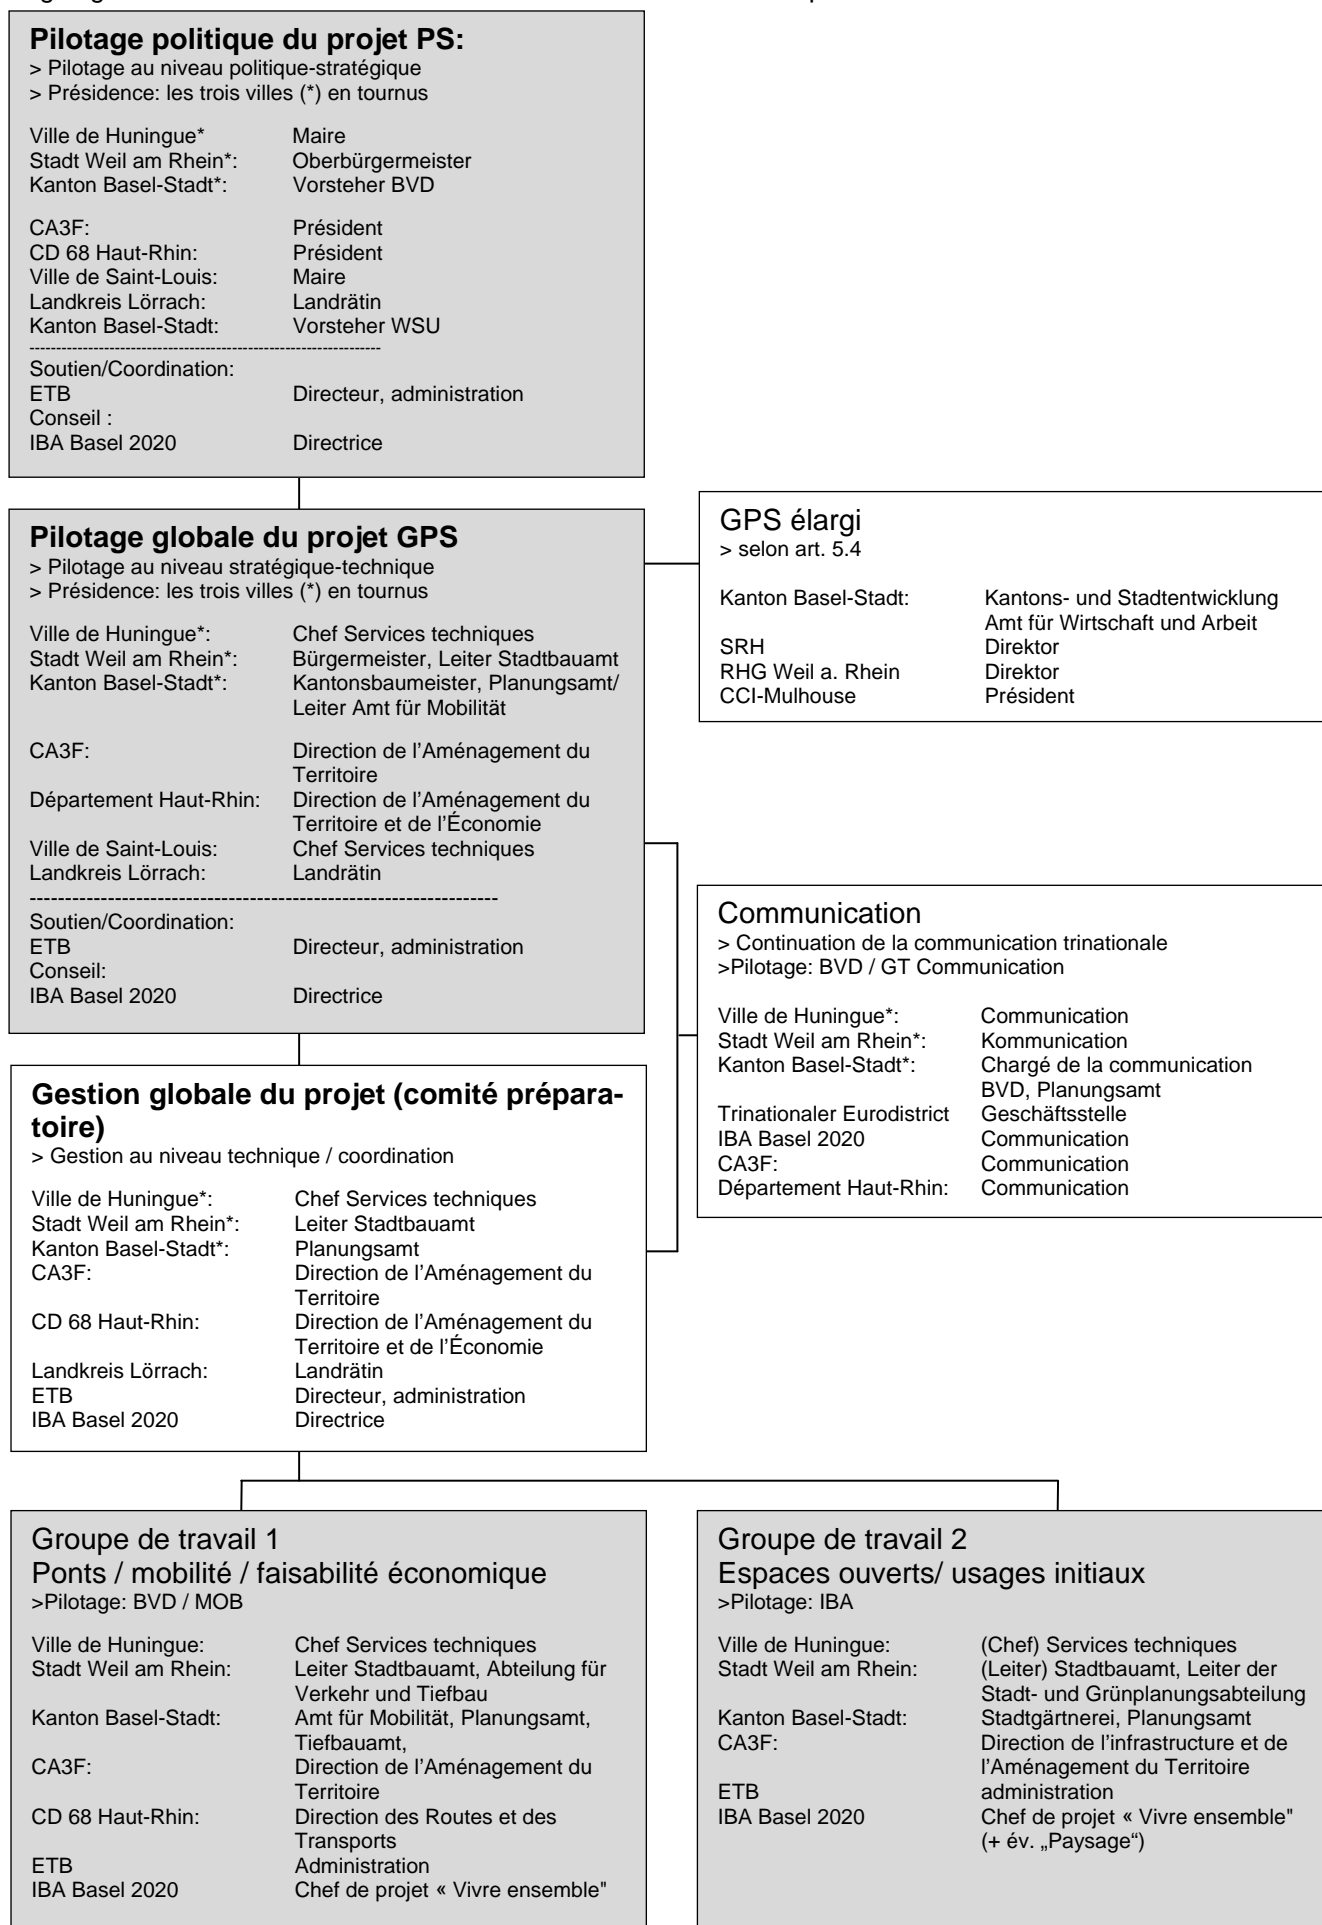 Pilotage politique du projet PS:
> Pilotage au niveau politique-stratégique
> Présidence: les trois villes (*) en tournus
Ville de Huningue* Maire
Stadt Weil am Rhein*: Oberbürgermeister
Kanton Basel-Stadt*: Vorsteher BVD
CA3F: Président
CD 68 Haut-Rhin: Président
Ville de Saint-Louis: Maire
Landkreis Lörrach: Landrätin
Kanton Basel-Stadt: Vorsteher WSU
------------------------------------------------------------------
Soutien/Coordination:
ETB Directeur, administration
Conseil :
IBA Basel 2020 Directrice
Pilotage globale du projet GPS
> Pilotage au niveau stratégique-technique
> Présidence: les trois villes (*) en tournus
Ville de Huningue*: Chef Services techniques
Stadt Weil am Rhein*: Bürgermeister, Leiter Stadtbauamt
Kanton Basel-Stadt*: Kantonsbaumeister, Planungsamt/
Leiter Amt für Mobilität
CA3F: Direction de l'Aménagement du
Territoire
Département Haut-Rhin: Direction de l'Aménagement du
Territoire et de l'Économie
Ville de Saint-Louis: Chef Services techniques
Landkreis Lörrach: Landrätin
------------------------------------------------------------------
Soutien/Coordination:
ETB Directeur, administration
Conseil:
IBA Basel 2020 Directrice
GPS élargi
> selon art. 5.4
Kanton Basel-Stadt: Kantons- und Stadtentwicklung
Amt für Wirtschaft und Arbeit
SRH Direktor
RHG Weil a. Rhein Direktor
CCI-Mulhouse Président
Communication
> Continuation de la communication trinationale
>Pilotage: BVD / GT Communication
Ville de Huningue*: Communication
Stadt Weil am Rhein*: Kommunication
Kanton Basel-Stadt*: Chargé de la communication
BVD, Planungsamt
Trinationaler Eurodistrict Geschäftsstelle
IBA Basel 2020 Communication
CA3F: Communication
Département Haut-Rhin: Communication
Gestion globale du projet (comité prépara-
toire)
> Gestion au niveau technique / coordination
Ville de Huningue*: Chef Services techniques
Stadt Weil am Rhein*: Leiter Stadtbauamt
Kanton Basel-Stadt*: Planungsamt
CA3F: Direction de l'Aménagement du
Territoire
CD 68 Haut-Rhin: Direction de l'Aménagement du
Territoire et de l'Économie
Landkreis Lörrach: Landrätin
ETB Directeur, administration
IBA Basel 2020 Directrice
Groupe de travail 1
Ponts / mobilité / faisabilité économique
>Pilotage: BVD / MOB
Ville de Huningue: Chef Services techniques
Stadt Weil am Rhein: Leiter Stadtbauamt, Abteilung für
Verkehr und Tiefbau
Kanton Basel-Stadt: Amt für Mobilität, Planungsamt,
Tiefbauamt,
CA3F: Direction de l'Aménagement du
Territoire
CD 68 Haut-Rhin: Direction des Routes et des
Transports
ETB Administration
IBA Basel 2020 Chef de projet « Vivre ensemble"
Groupe de travail 2
Espaces ouverts/ usages initiaux
>Pilotage: IBA
Ville de Huningue: (Chef) Services techniques
Stadt Weil am Rhein: (Leiter) Stadtbauamt, Leiter der
Stadt- und Grünplanungsabteilung
Kanton Basel-Stadt: Stadtgärtnerei, Planungsamt
CA3F: Direction de l'infrastructure et de
l'Aménagement du Territoire
ETB administration
IBA Basel 2020 Chef de projet « Vivre ensemble"
(+ év. „Paysage“)